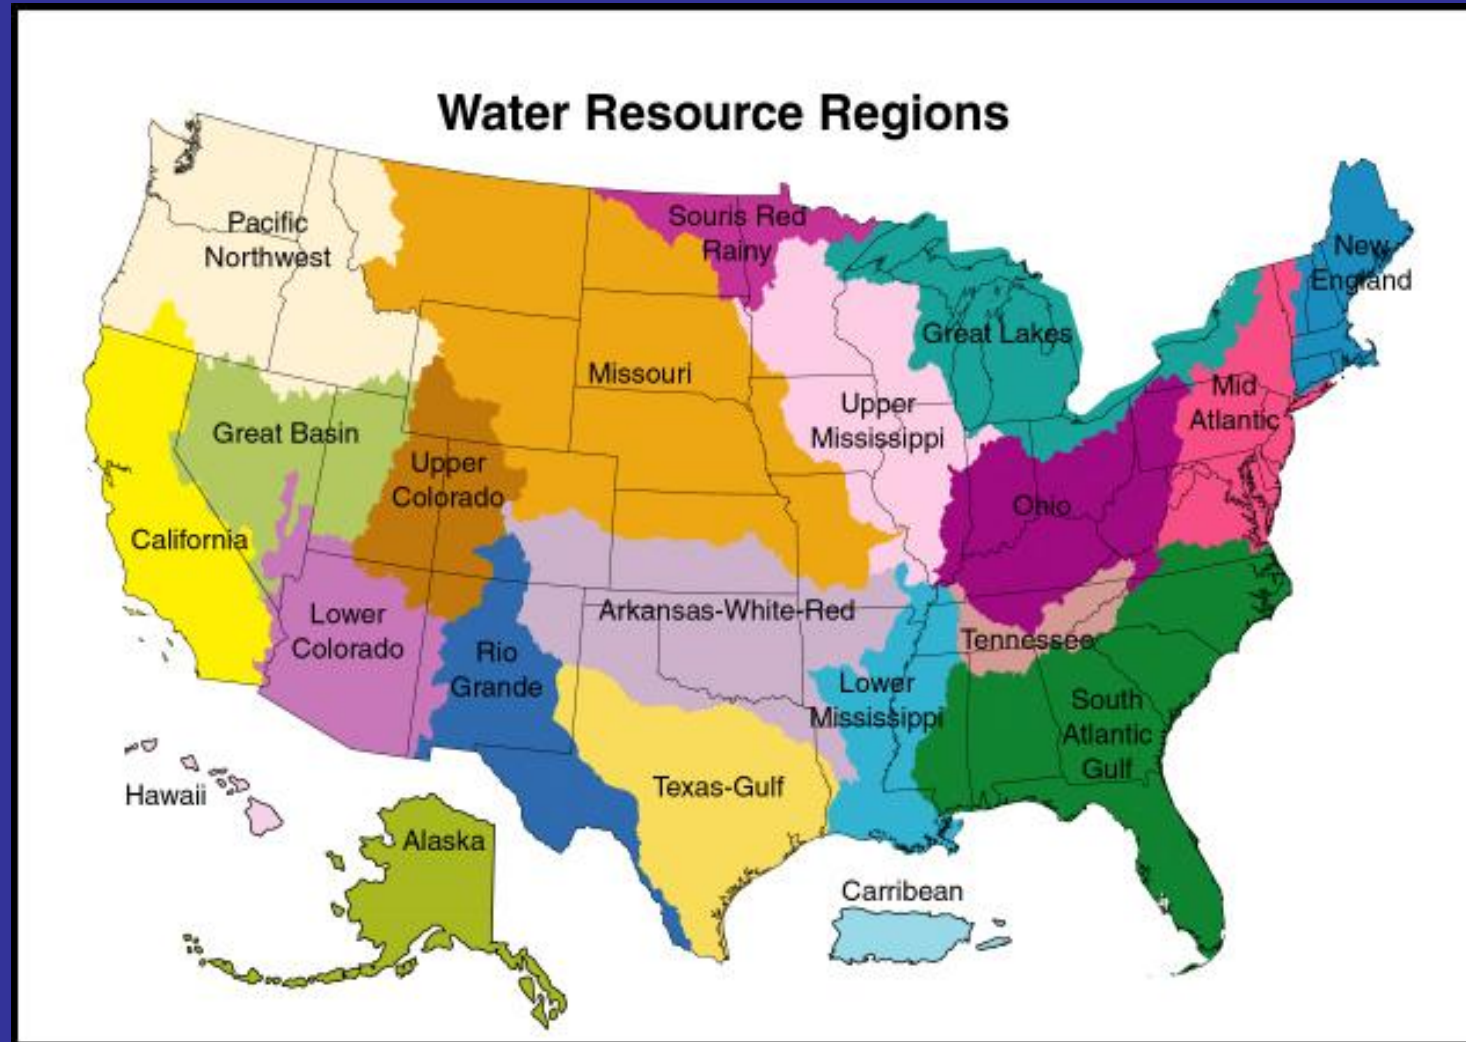 Water Resource Regions
Pacific
Northwest
Souris Red
Rainy
New
England
Great Lakes
Missouri
Upper
Mississippi
Mid
Atlantic
Great Basin
Upper
Colorado
Ohio
California
Lower
Colorado
Arkansas-White-Red
Tennessee
Rio
Grande
Lower
Mississippi
South
Atlantic
Gulf
Texas-Gulf
Hawaii
Alaska
Carribean